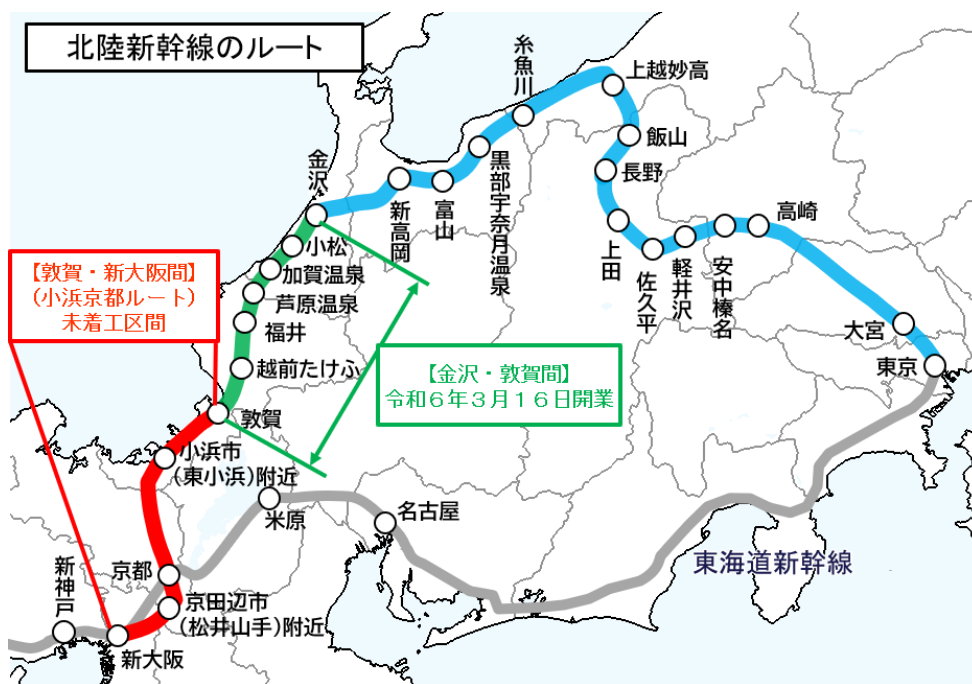 北陸新幹線のルート
糸魚川
上越妙高
飯山
長野
黒部宇奈月温泉
金沢
新高岡
富山
高崎
小松
上田
佐久平
軽井沢
安中榛名
【敦賀・新大阪間】
(小浜京都ルート)
未着工区間
加賀温泉
芦原温泉
福井
大宮
越前たけふ
【金沢・敦賀間】
令和6年3月16日開業
東京
敦賀
小浜市
(東小浜)附近
米原
名古屋
東海道新幹線
新神戸
京都
京田辺市
(松井山手)附近
新大阪